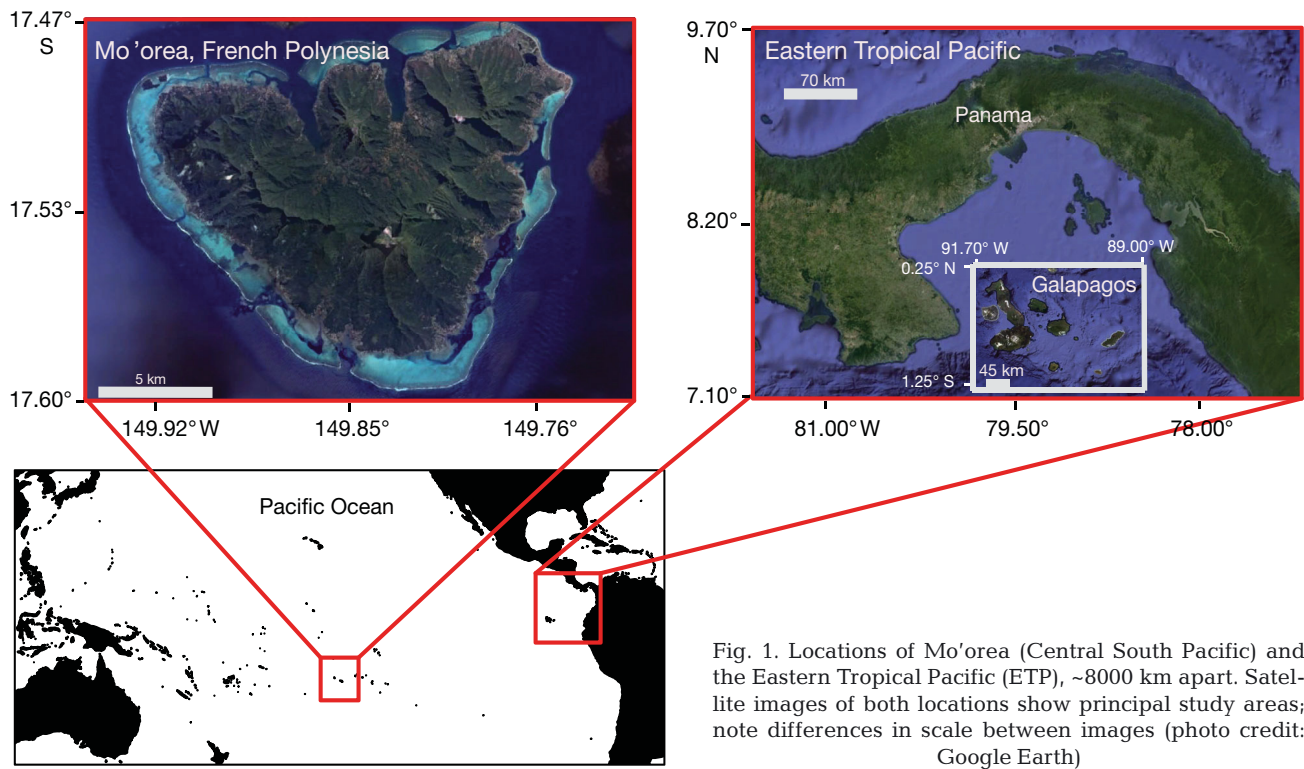 17.47°
S
Mo'orea, French Polynesia
17.53°
5 km
17.60°
149.92° W
149.85°
149.76°
9.70°
N
Eastern Tropical Pacific
70 km
Panama
8.20°
91.70° W
89.00° W
0.25° N
Galapagos
1.25° S
45 km
7.10°
81.00° W
79.50°
78.00°
Pacific Ocean
Fig. 1. Locations of Mo'orea (Central South Pacific) and
the Eastern Tropical Pacific (ETP), ~8000 km apart. Satel-
lite images of both locations show principal study areas;
note differences in scale between images (photo credit:
Google Earth)